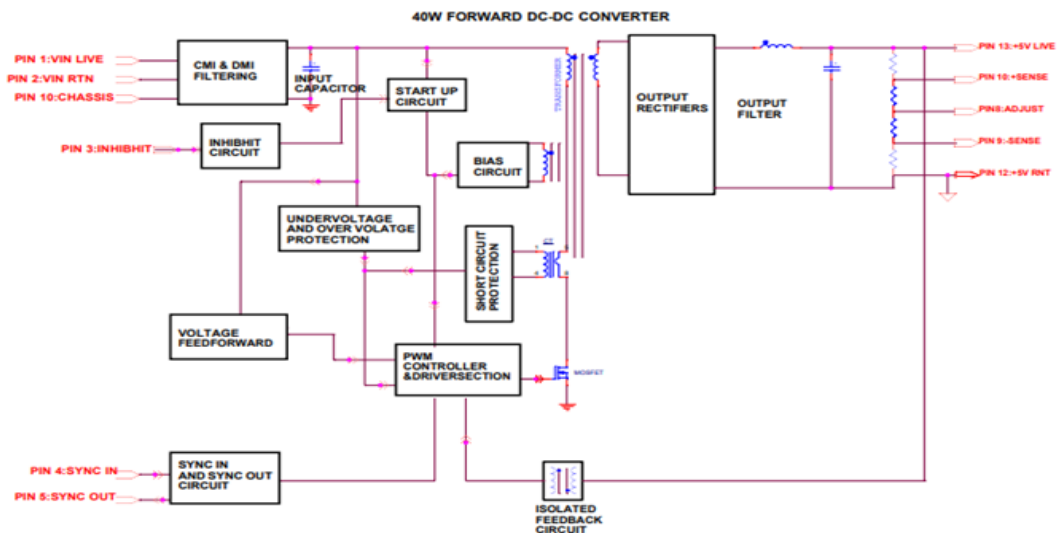 40W FORWARD DC-DC CONVERTER
PIN 1:VIN LIVE
PIN 2:VIN RTN
PIN 10:CHASSIS
CMI & DMI
FILTERING
INPUT
CAPACITOR
START UP
CIRCUIT
TRANSFORMER
OUTPUT
RECTIFIERS
OUTPUT
FILTER
PIN 13:+5V LIVE
PIN 10:+SENSE
PIN8:ADJUST
PIN 9:-SENSE
PIN 12:+5V RNT
PIN 3:INHIBHIT
INHIBHIT
CIRCUIT
BIAS
CIRCUIT
UNDERVOLTAGE
AND OVER VOLATGE
PROTECTION
SHORT CIRCUIT
PROTECTION
VOLTAGE
FEEDFORWARD
PWM
CONTROLLER
&DRIVERSECTION
MOSFET
PIN 4:SYNC IN
PIN 5:SYNC OUT
SYNC IN
AND SYNC OUT
CIRCUIT
ISOLATED
FEEDBACK
CIRCUIT